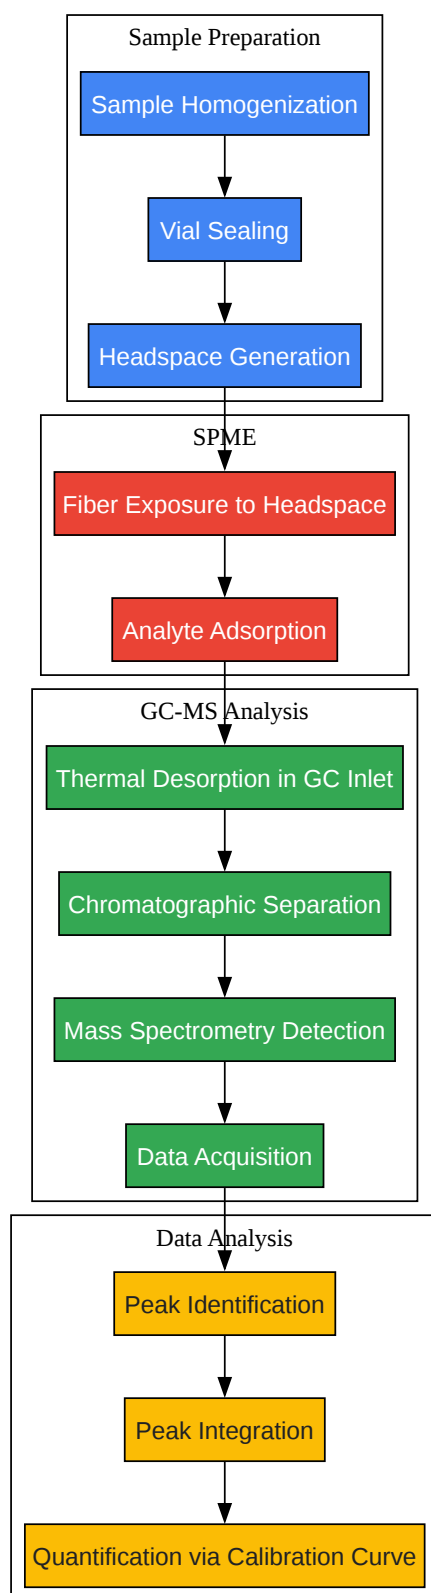 Sample Preparation
Sample Homogenization
Vial Sealing
Headspace Generation
SPME
Fiber Exposure to Headspace
Analyte Adsorption
GC-MS Analysis
Thermal Desorption in GC Inlet
Chromatographic Separation
Mass Spectrometry Detection
Data Acquisition
Data Analysis
Peak Identification
Peak Integration
Quantification via Calibration Curve